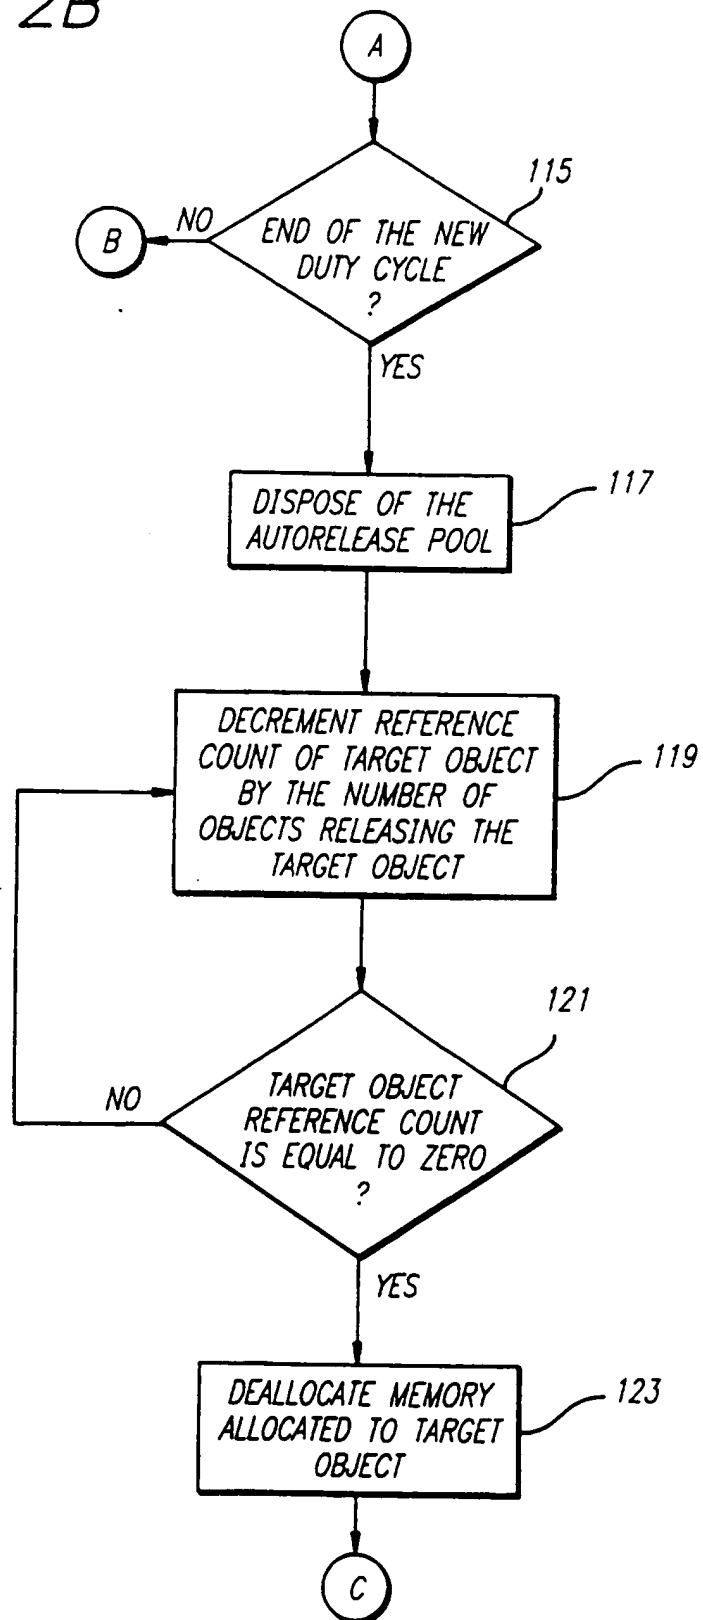 2B
A
115
NO
B
END OF THE NEW
DUTY CYCLE
?
YES
117
DISPOSE OF THE
AUTORELEASE POOL
DECREMENT REFERENCE
COUNT OF TARGET OBJECT
BY THE NUMBER OF
OBJECTS RELEASING THE
TARGET OBJECT
119
121
NO
TARGET OBJECT
REFERENCE COUNT
IS EQUAL TO ZERO
?
YES
DEALLOCATE MEMORY
ALLOCATED TO TARGET
OBJECT
123
C